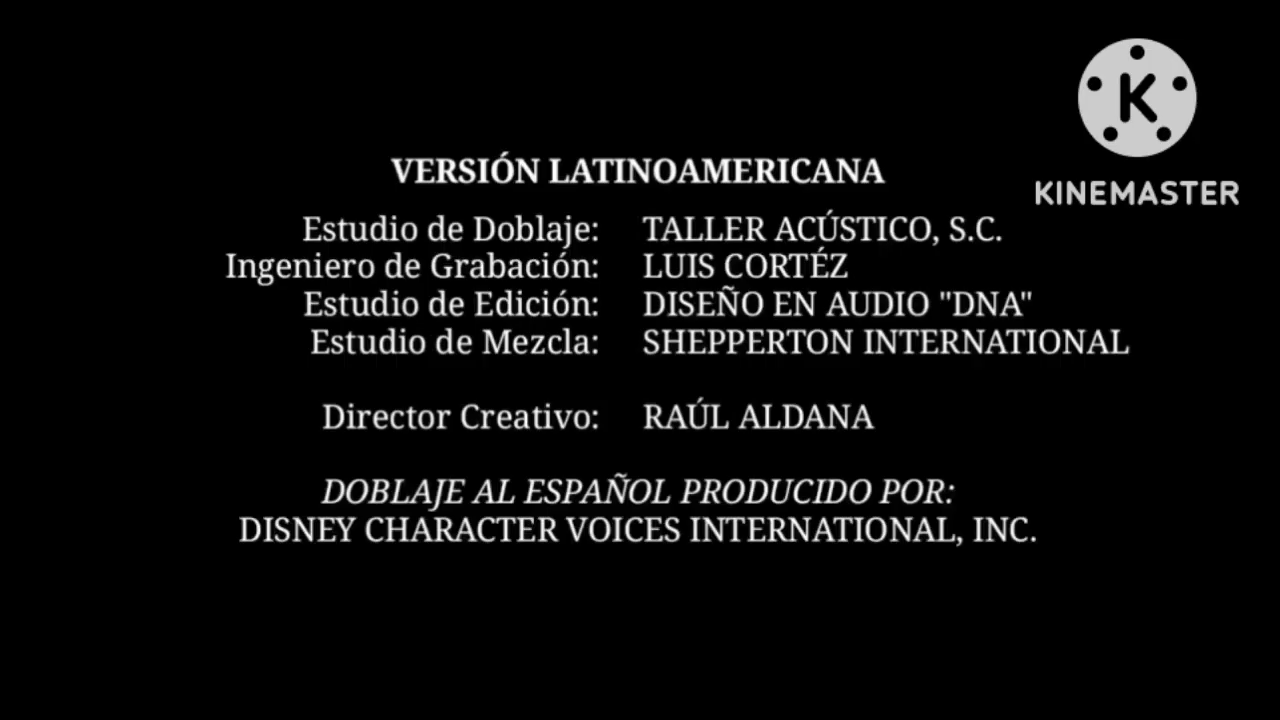 VERSIÓN LATINOAMERICANA
Estudio de Doblaje: TALLER ACÚSTICO, S.C.
Ingeniero de Grabación: LUIS CORTÉZ
Estudio de Edición: DISEÑO EN AUDIO "DNA"
Estudio de Mezcla: SHEPPERTON INTERNATIONAL
Director Creativo: RAÚL ALDANA
DOBLAJE AL ESPAÑOL PRODUCIDO POR:
DISNEY CHARACTER VOICES INTERNATIONAL, INC.
K
KINEMASTER